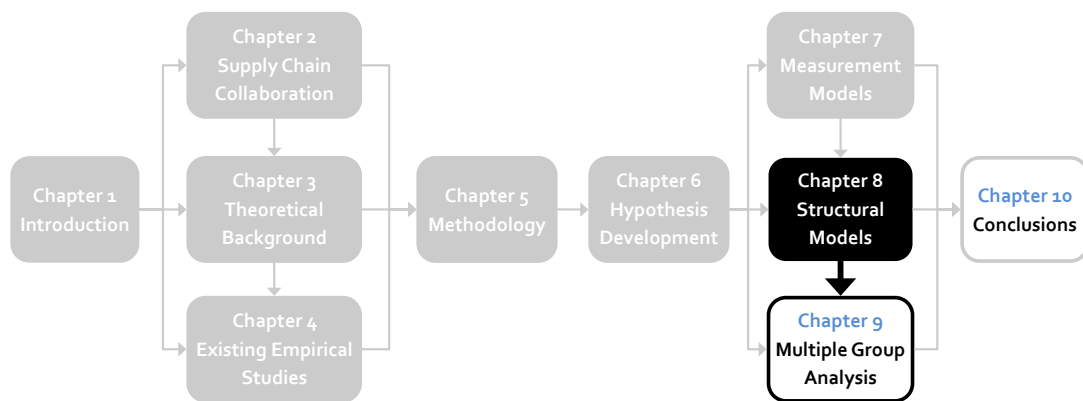 Chapter 1
Introduction
Chapter 2
Supply Chain
Collaboration
Chapter 3
Theoretical
Background
Chapter 4
Existing Empirical
Studies
Chapter 5
Methodology
Chapter 6
Hypothesis
Development
Chapter 7
Measurement
Models
Chapter 8
Structural
Models
Chapter 9
Multiple Group
Analysis
Chapter 10
Conclusions